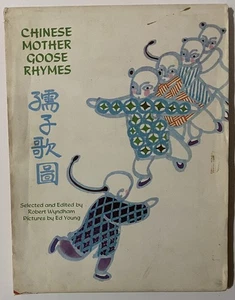 CHINESE
MOTHER
GOOSE
RHYMES
孺子歌圖
Selected and Edited by
Robert Wyndham
Pictures by Ed Young